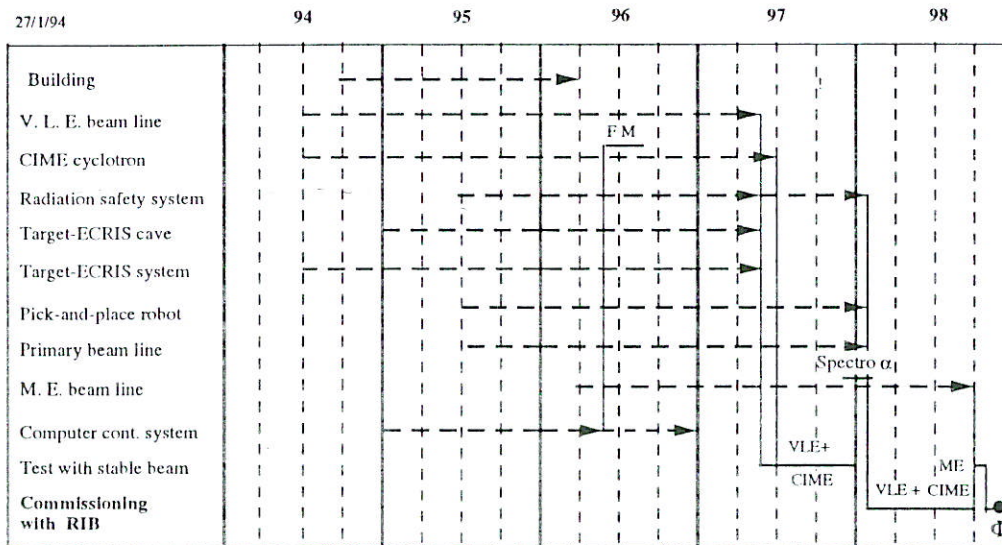 27/1/94 94 95 96 97 98
Building
V. L. E. beam line
F M
CIME cyclotron
Radiation safety system
Target-ECRIS cave
Target-ECRIS system
Pick-and-place robot
Primary beam line
Spectro α
M. E. beam line
Computer cont. system
VLE+
Test with stable beam
ME
CIME
VLE+ CIME
Commissioning
with RIB
Φ